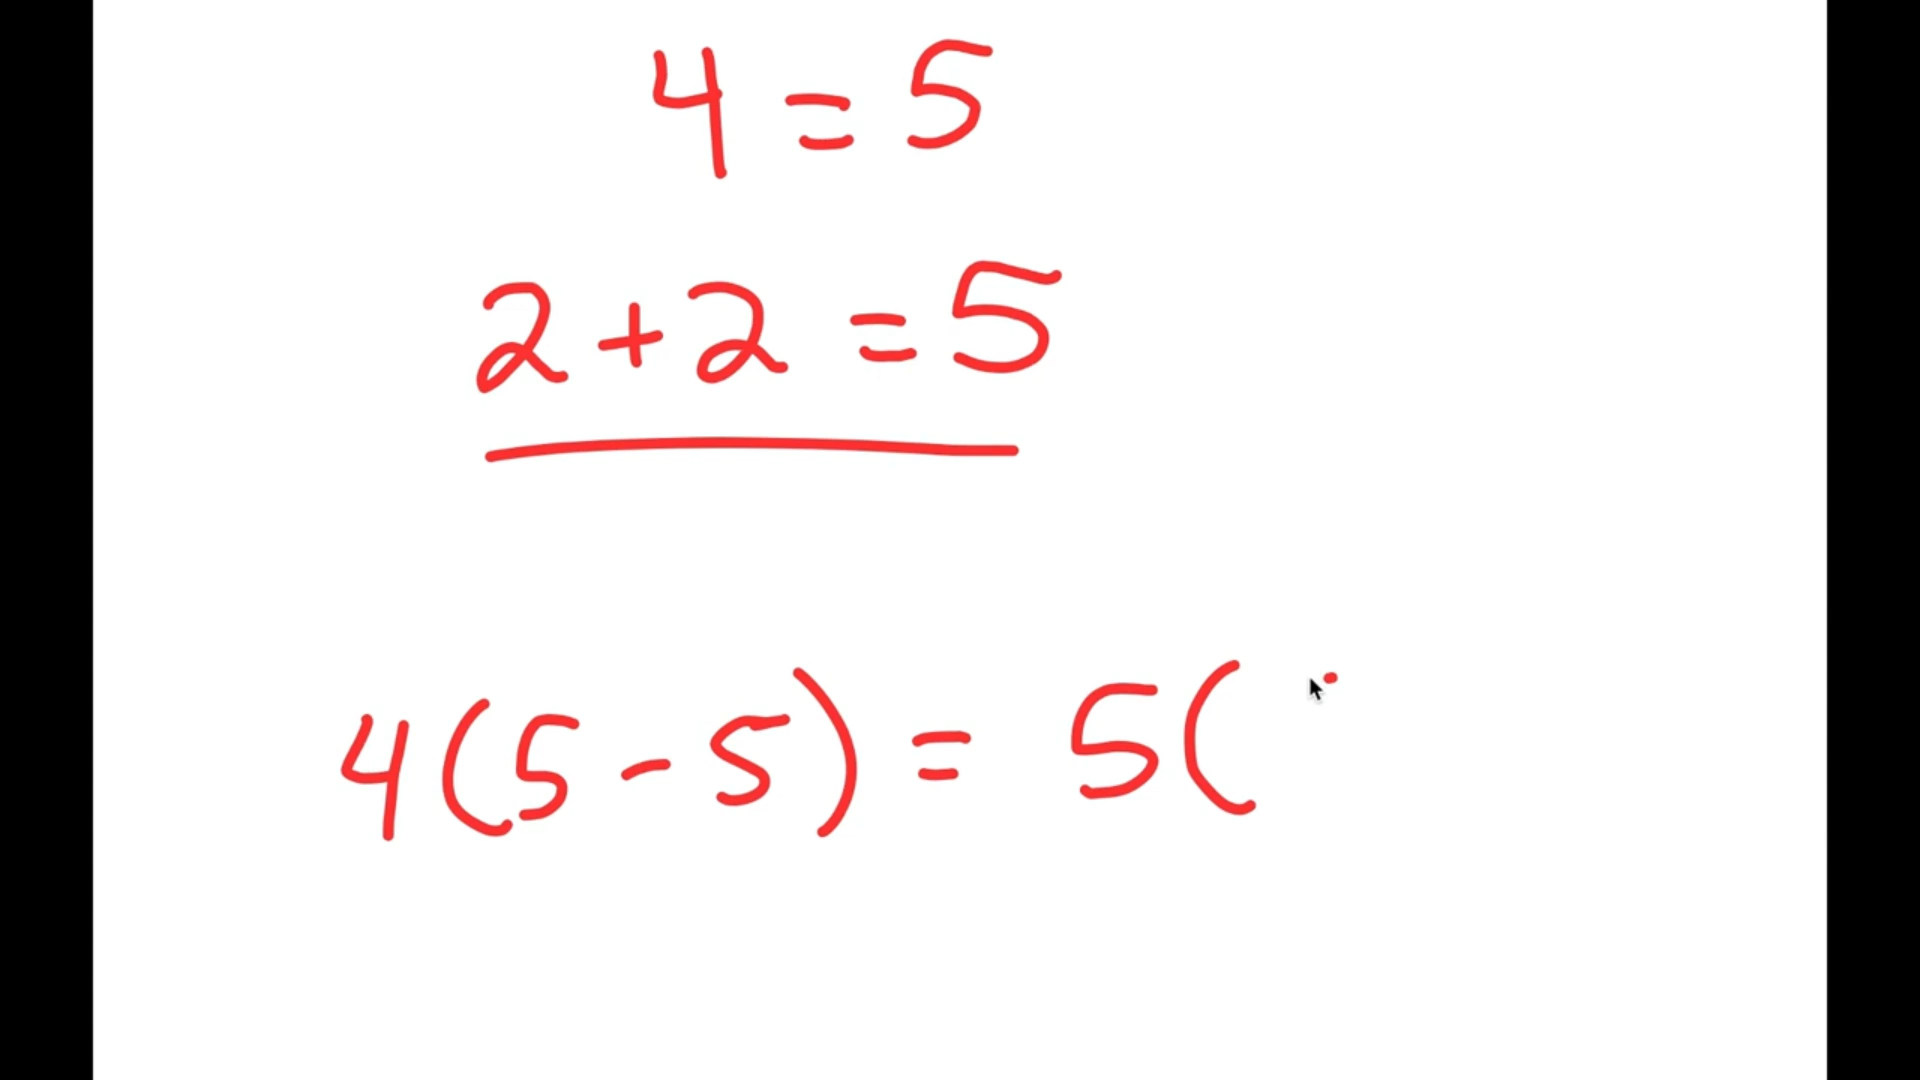 4 = 5
2 + 2 = 5
4(5 - 5) = 5(